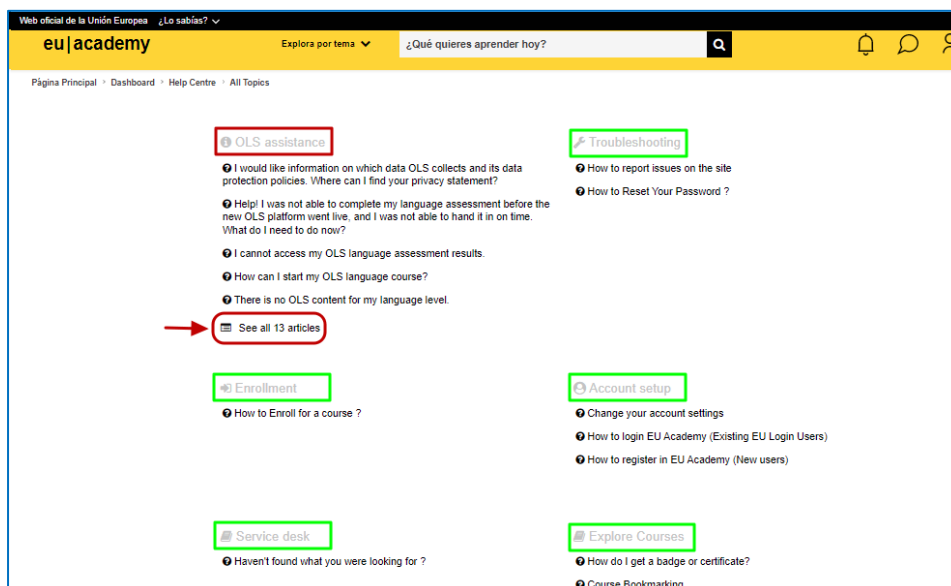 Web oficial de la Unión Europea ¿Lo sabías?
eu|academy
Explora por tema
¿Qué quieres aprender hoy?
Página Principal > Dashboard > Help Centre > All Topics
OLS assistance
I would like information on which data OLS collects and its data
protection policies. Where can I find your privacy statement?
Help! I was not able to complete my language assessment before the
new OLS platform went live, and I was not able to hand it in on time.
What do I need to do now?
I cannot access my OLS language assessment results.
How can I start my OLS language course?
There is no OLS content for my language level.
See all 13 articles
Troubleshooting
How to report issues on the site
How to Reset Your Password ?
Enrollment
How to Enroll for a course ?
Account setup
Change your account settings
How to login EU Academy (Existing EU Login Users)
How to register in EU Academy (New users)
Service desk
Haven't found what you were looking for ?
Explore Courses
How do I get a badge or certificate?
Course Bookmarking